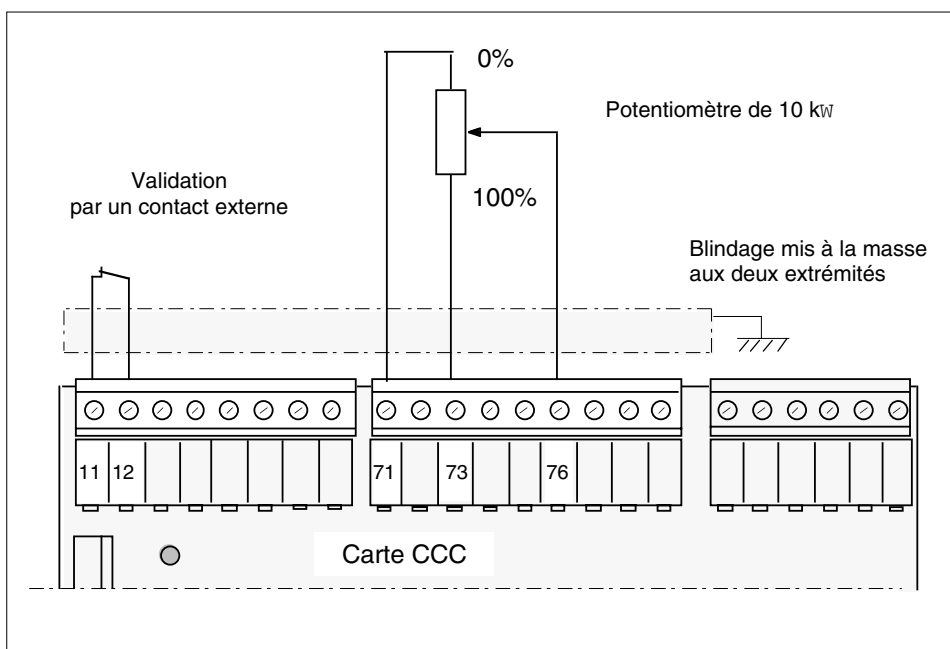 0%
Potentiomètre de 10 kW
100%
Validation
par un contact externe
Blindage mis à la masse
aux deux extrémités
11 12 71 73 76
Carte CCC